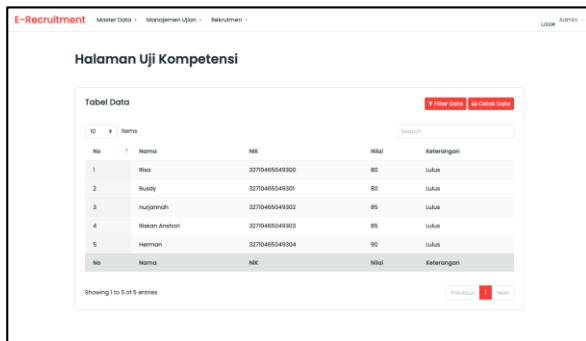 E-Recruitment Master Data Manajemen Ujian Rekrutmen Admin
Halaman Uji Kompetensi
Tabel Data Filter Data Cetak Data
10 items Search
No Nama NIK Nilai Keterangan
1 Risa 32710465049300 80 Lulus
2 Rusdy 32710465049301 80 Lulus
3 nurjannah 32710465049302 85 Lulus
4 Riskan Anshori 32710465049303 85 Lulus
5 Herman 32710465049304 90 Lulus
No Nama NIK Nilai Keterangan
Showing 1 to 5 of 5 entries Previous 1 Next